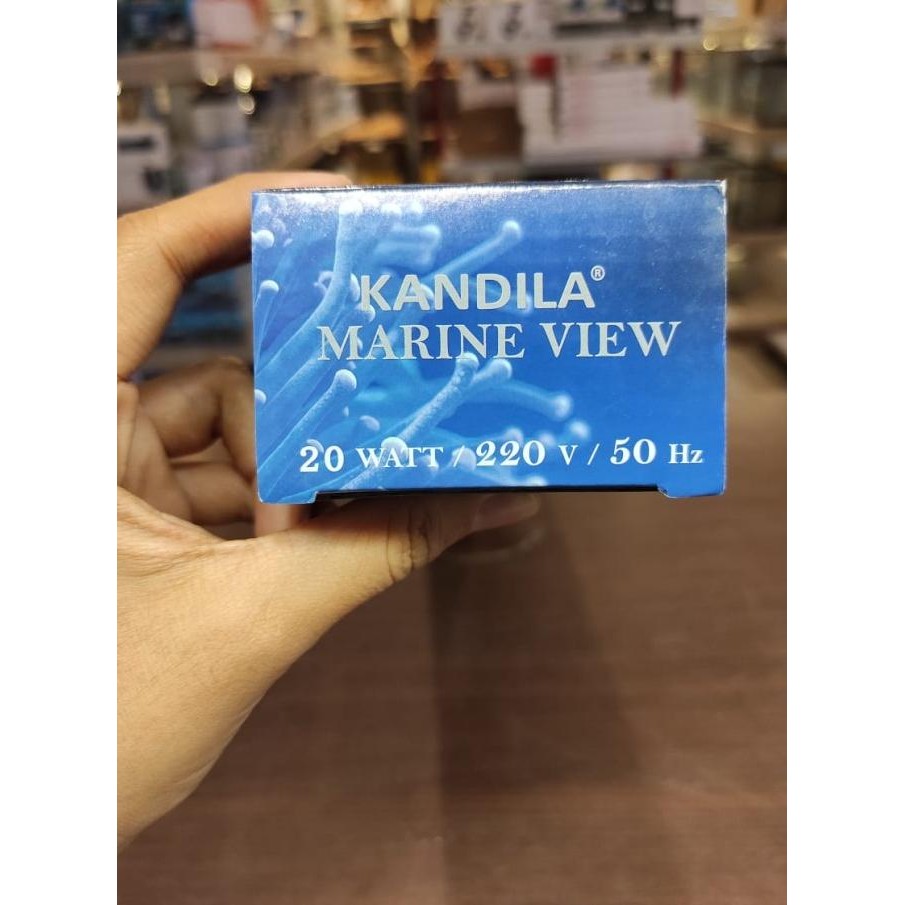 KANDILA®
MARINE VIEW
20 WATT / 220 V / 50 Hz